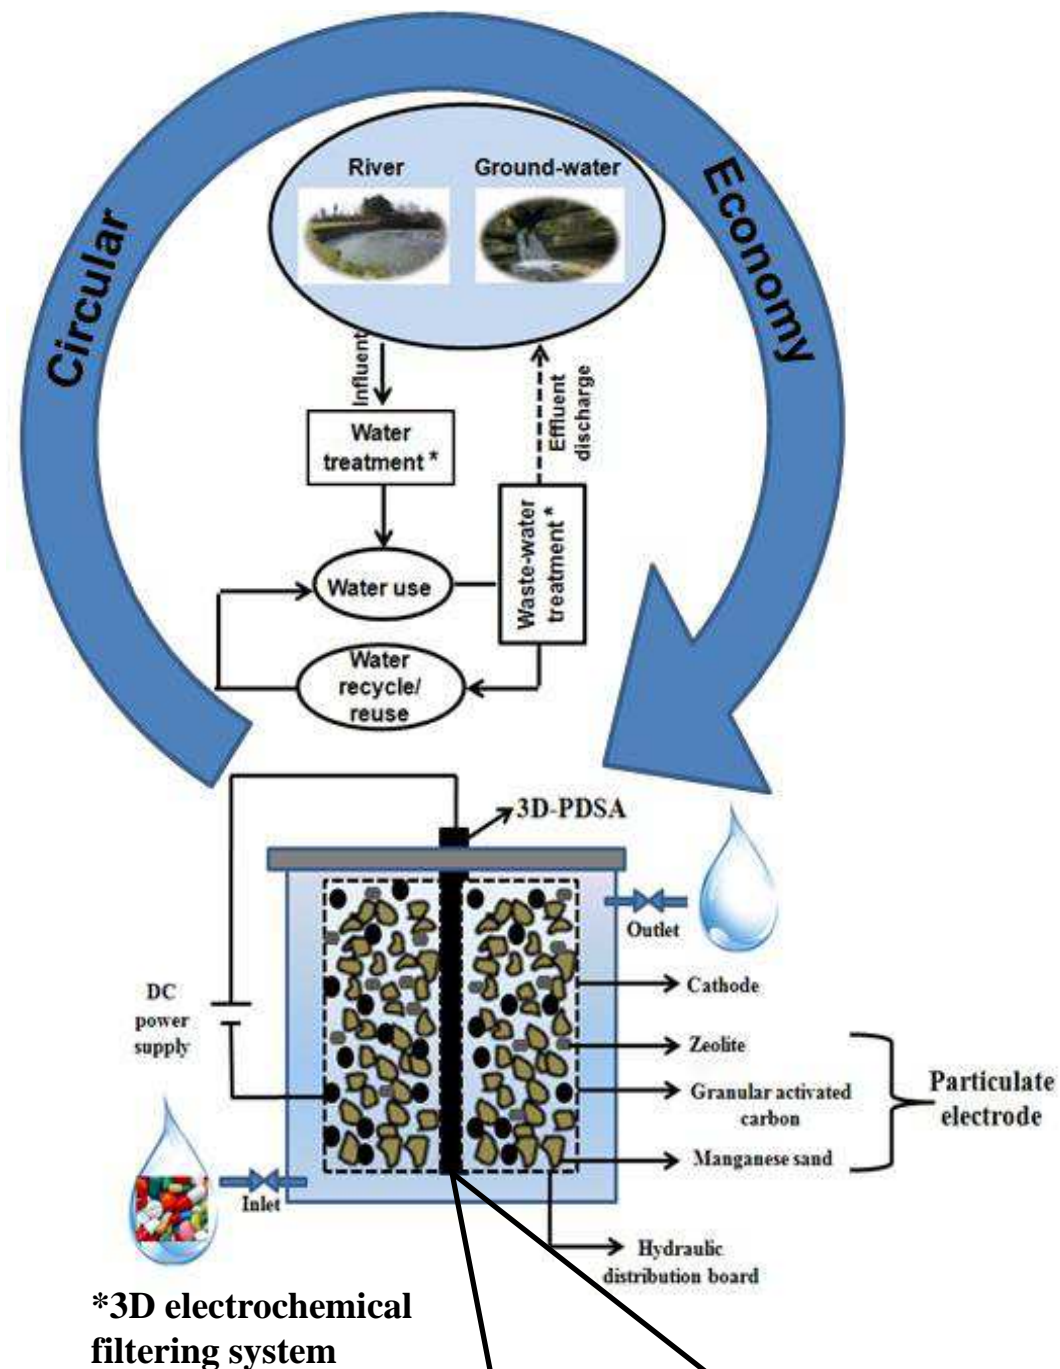 Circular
Economy
River
Ground-water
Influent
Effluent
discharge
Water
treatment *
Waste-water
treatment *
Water use
Water
recycle/
reuse
3D-PDSA
Outlet
DC
power
supply
Cathode
Zeolite
Granular activated
carbon
Manganese sand
Particulate
electrode
Inlet
Hydraulic
distribution board
*3D electrochemical
filtering system